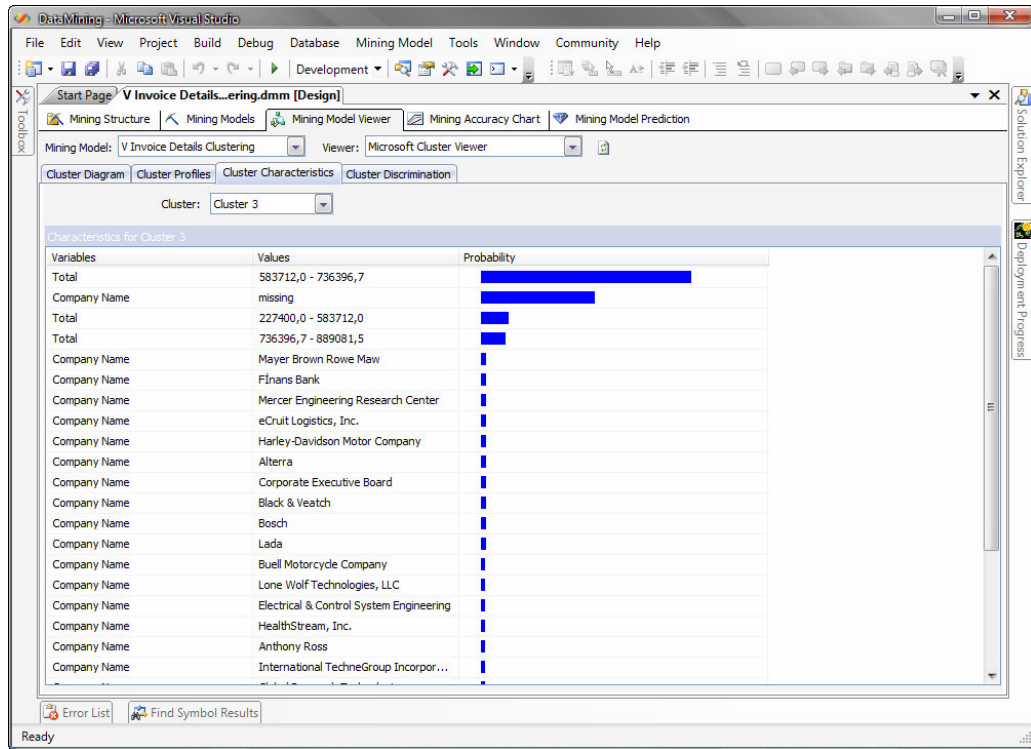 DataMining - Microsoft Visual Studio
File Edit View Project Build Debug Database Mining Model Tools Window Community Help
Development
Start Page V Invoice Details...ering.dmm [Design]
Toolbox
Solution Explorer
Deployment Progress
Mining Structure Mining Models Mining Model Viewer Mining Accuracy Chart Mining Model Prediction
Mining Model: V Invoice Details Clustering Viewer: Microsoft Cluster Viewer
Cluster Diagram Cluster Profiles Cluster Characteristics Cluster Discrimination
Cluster: Cluster 3
Characteristics for Cluster 3
Variables Values Probability
Total 583712,0 - 736396,7
Company Name missing
Total 227400,0 - 583712,0
Total 736396,7 - 889081,5
Company Name Mayer Brown Rowe Maw
Company Name Fİnans Bank
Company Name Mercer Engineering Research Center
Company Name eCruit Logistics, Inc.
Company Name Harley-Davidson Motor Company
Company Name Alterra
Company Name Corporate Executive Board
Company Name Black & Veatch
Company Name Bosch
Company Name Lada
Company Name Buell Motorcycle Company
Company Name Lone Wolf Technologies, LLC
Company Name Electrical & Control System Engineering
Company Name HealthStream, Inc.
Company Name Anthony Ross
Company Name International TechneGroup Incorpor...
Error List Find Symbol Results
Ready